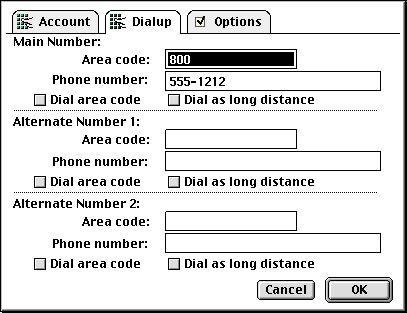 Account Dialup Options
Main Number:
Area code: 800
Phone number: 555-1212
Dial area code Dial as long distance
Alternate Number 1:
Area code:
Phone number:
Dial area code Dial as long distance
Alternate Number 2:
Area code:
Phone number:
Dial area code Dial as long distance
Cancel OK